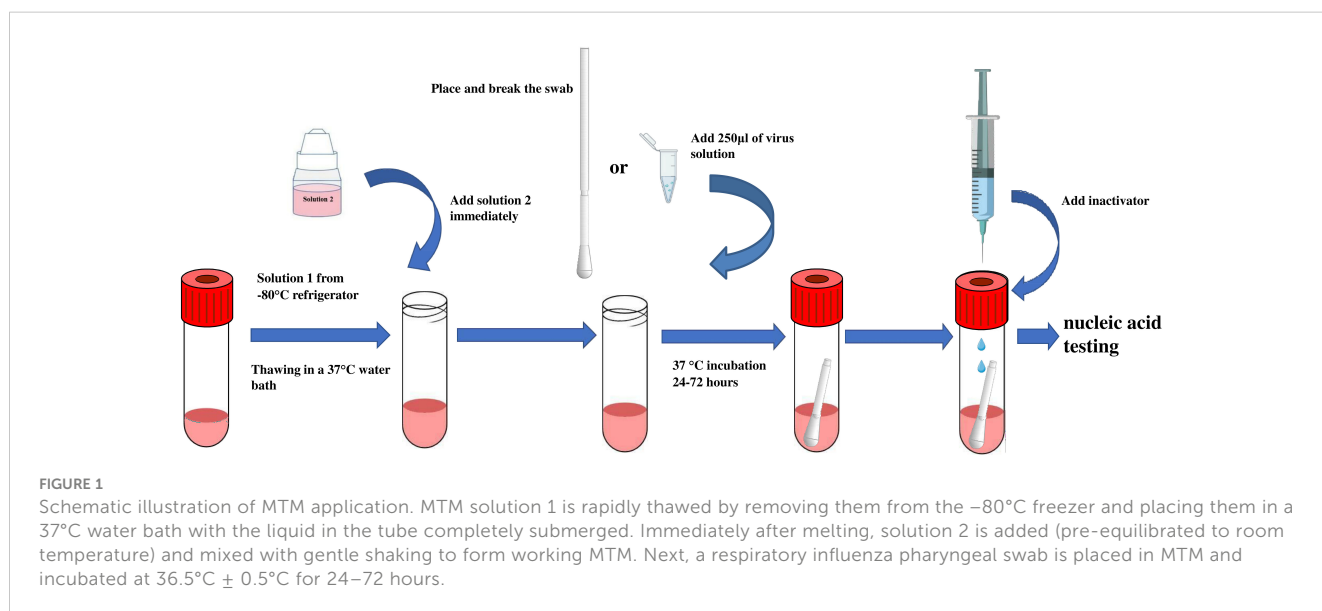 Place and break the swab
or
Add 250µl of virus
solution
Solution 2
Add solution 2
immediately
Add inactivator
Solution 1 from
-80°C refrigerator
Thawing in a 37°C water
bath
37 °C incubation
24-72 hours
nucleic acid
testing
FIGURE 1
Schematic illustration of MTM application. MTM solution 1 is rapidly thawed by removing them from the –80°C freezer and placing them in a
37°C water bath with the liquid in the tube completely submerged. Immediately after melting, solution 2 is added (pre-equilibrated to room
temperature) and mixed with gentle shaking to form working MTM. Next, a respiratory influenza pharyngeal swab is placed in MTM and
incubated at 36.5°C ± 0.5°C for 24–72 hours.